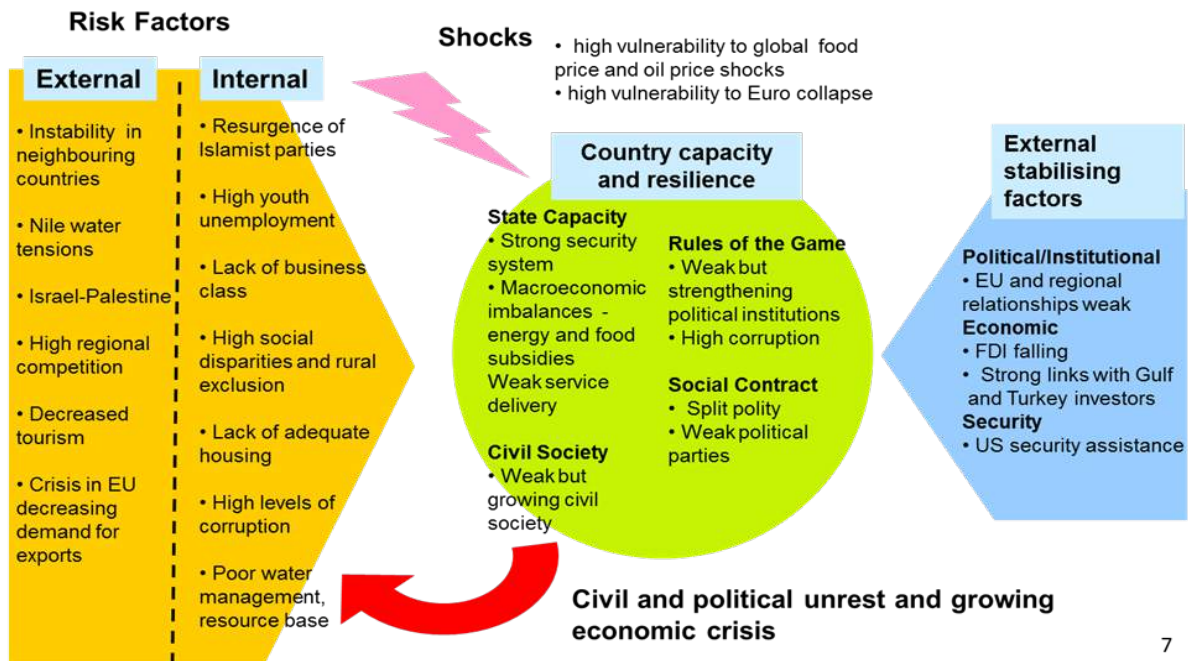 Risk Factors
External
• Instability in
neighbouring
countries
• Nile water
tensions
• Israel-Palestine
• High regional
competition
• Decreased
tourism
• Crisis in EU
decreasing
demand for
exports
Internal
• Resurgence of
Islamist parties
• High youth
unemployment
• Lack of business
class
• High social
disparities and rural
exclusion
• Lack of adequate
housing
• High levels of
corruption
• Poor water
management,
resource base
Shocks
• high vulnerability to global food
price and oil price shocks
• high vulnerability to Euro collapse
Country capacity
and resilience
State Capacity
• Strong security
system
• Macroeconomic
imbalances -
energy and food
subsidies
Weak service
delivery
Civil Society
• Weak but
growing civil
society
Rules of the Game
• Weak but
strengthening
political institutions
• High corruption
Social Contract
• Split polity
• Weak political
parties
External
stabilising
factors
Political/Institutional
• EU and regional
relationships weak
Economic
• FDI falling
• Strong links with Gulf
and Turkey investors
Security
• US security assistance
Civil and political unrest and growing
economic crisis
7